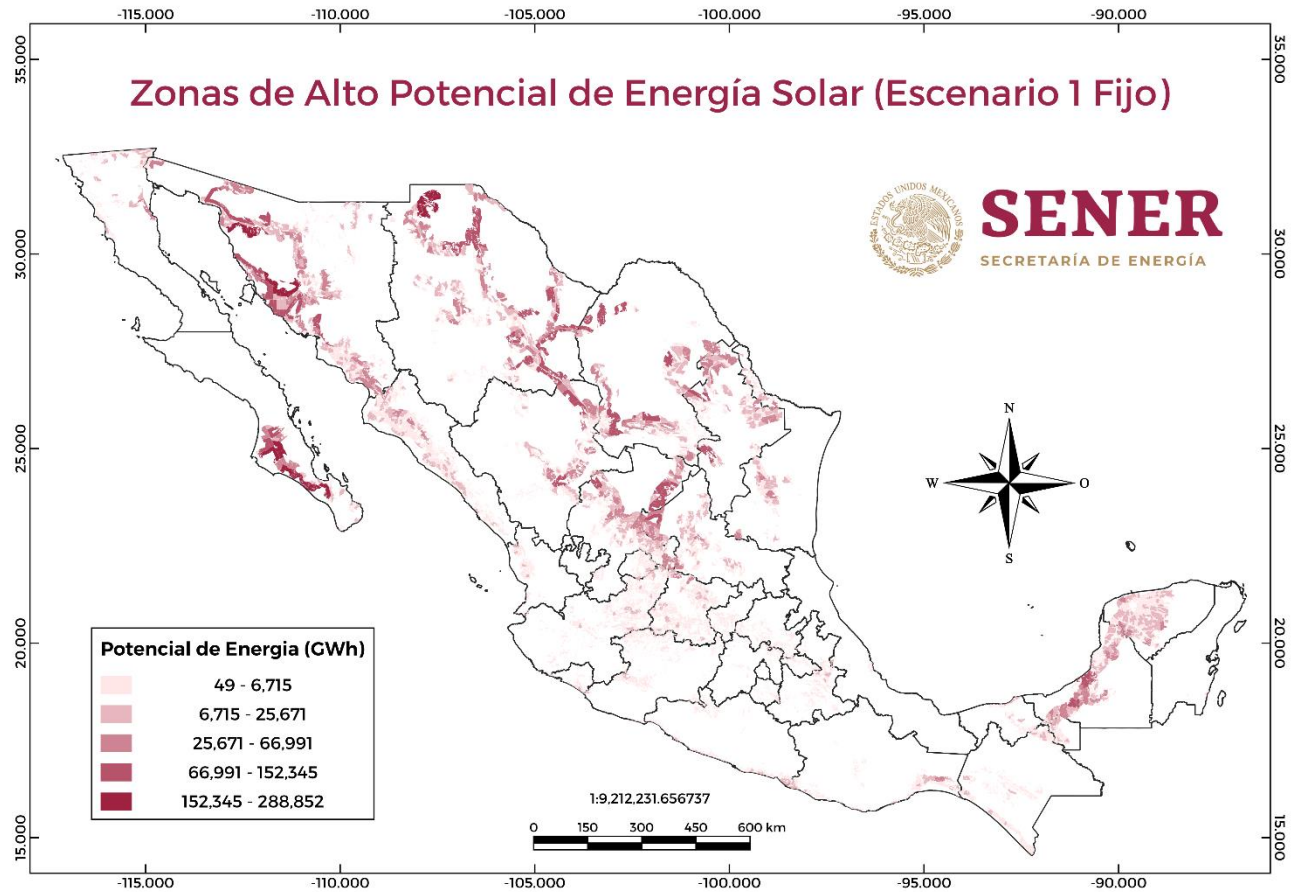 -115.000 -110.000 -105.000 -100.000 -95.000 -90.000
35.000 35.000
Zonas de Alto Potencial de Energía Solar (Escenario 1 Fijo)
ESTADOS UNIDOS MEXICANOS
SENER
SECRETARÍA DE ENERGÍA
30.000 30.000
N
W O
S
25.000 25.000
20.000 20.000
Potencial de Energia (GWh)
49 - 6,715
6,715 - 25,671
25,671 - 66,991
66,991 - 152,345
152,345 - 288,852
1:9,212,231.656737
0 150 300 450 600 km
15.000 15.000
-115.000 -110.000 -105.000 -100.000 -95.000 -90.000